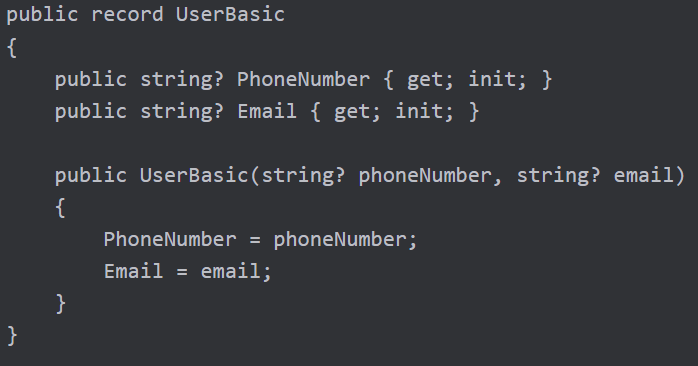 public record UserBasic
{
    public string? PhoneNumber { get; init; }
    public string? Email { get; init; }

    public UserBasic(string? phoneNumber, string? email)
    {
        PhoneNumber = phoneNumber;
        Email = email;
    }
}